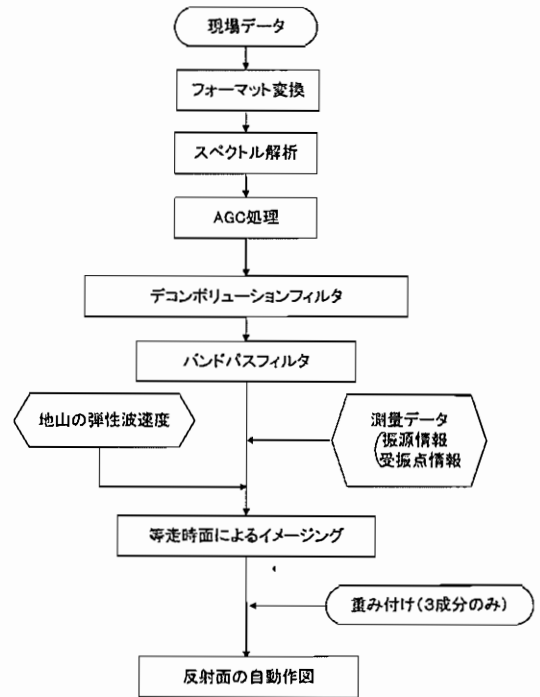 現場データ
フォーマット変換
スペクトル解析
AGC処理
デコンボリューションフィルタ
バンドパスフィルタ
地山の弾性波速度
測量データ
(振源情報
受振点情報
等走時面によるイメージング
重み付け(3成分のみ)
反射面の自動作図